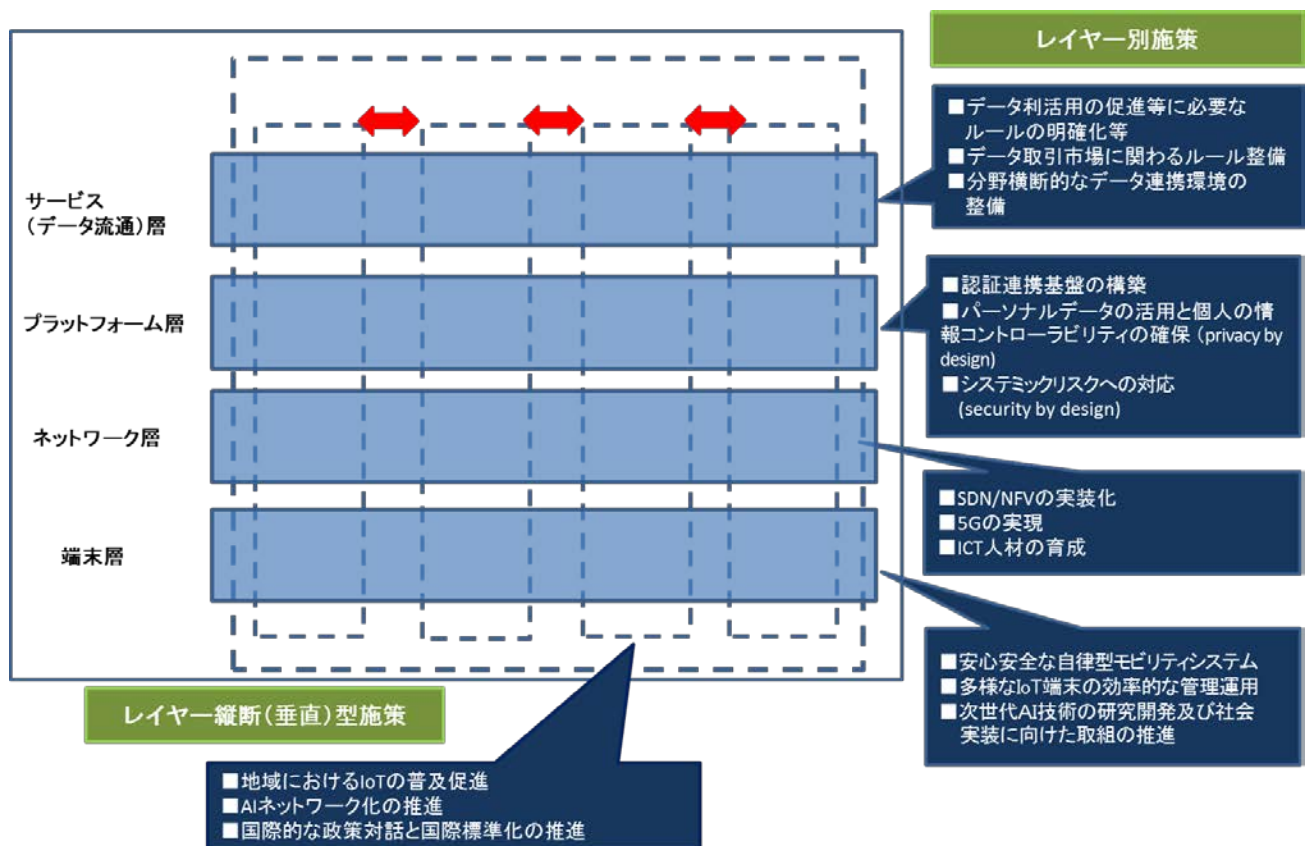 レイヤー別施策
■データ利活用の促進等に必要な
ルールの明確化等
■データ取引市場に関わるルール整備
■分野横断的なデータ連携環境の
整備
サービス
(データ流通)層
■認証連携基盤の構築
■パーソナルデータの活用と個人の情
報コントローラビリティの確保(privacy by
design)
■システミックリスクへの対応
(security by design)
プラットフォーム層
ネットワーク層
■SDN/NFVの実装化
■5Gの実現
■ICT人材の育成
端末層
■安心安全な自律型モビリティシステム
■多様なIoT端末の効率的な管理運用
■次世代AI技術の研究開発及び社会
実装に向けた取組の推進
レイヤー縦断(垂直)型施策
■地域におけるIoTの普及促進
■AIネットワーク化の推進
■国際的な政策対話と国際標準化の推進